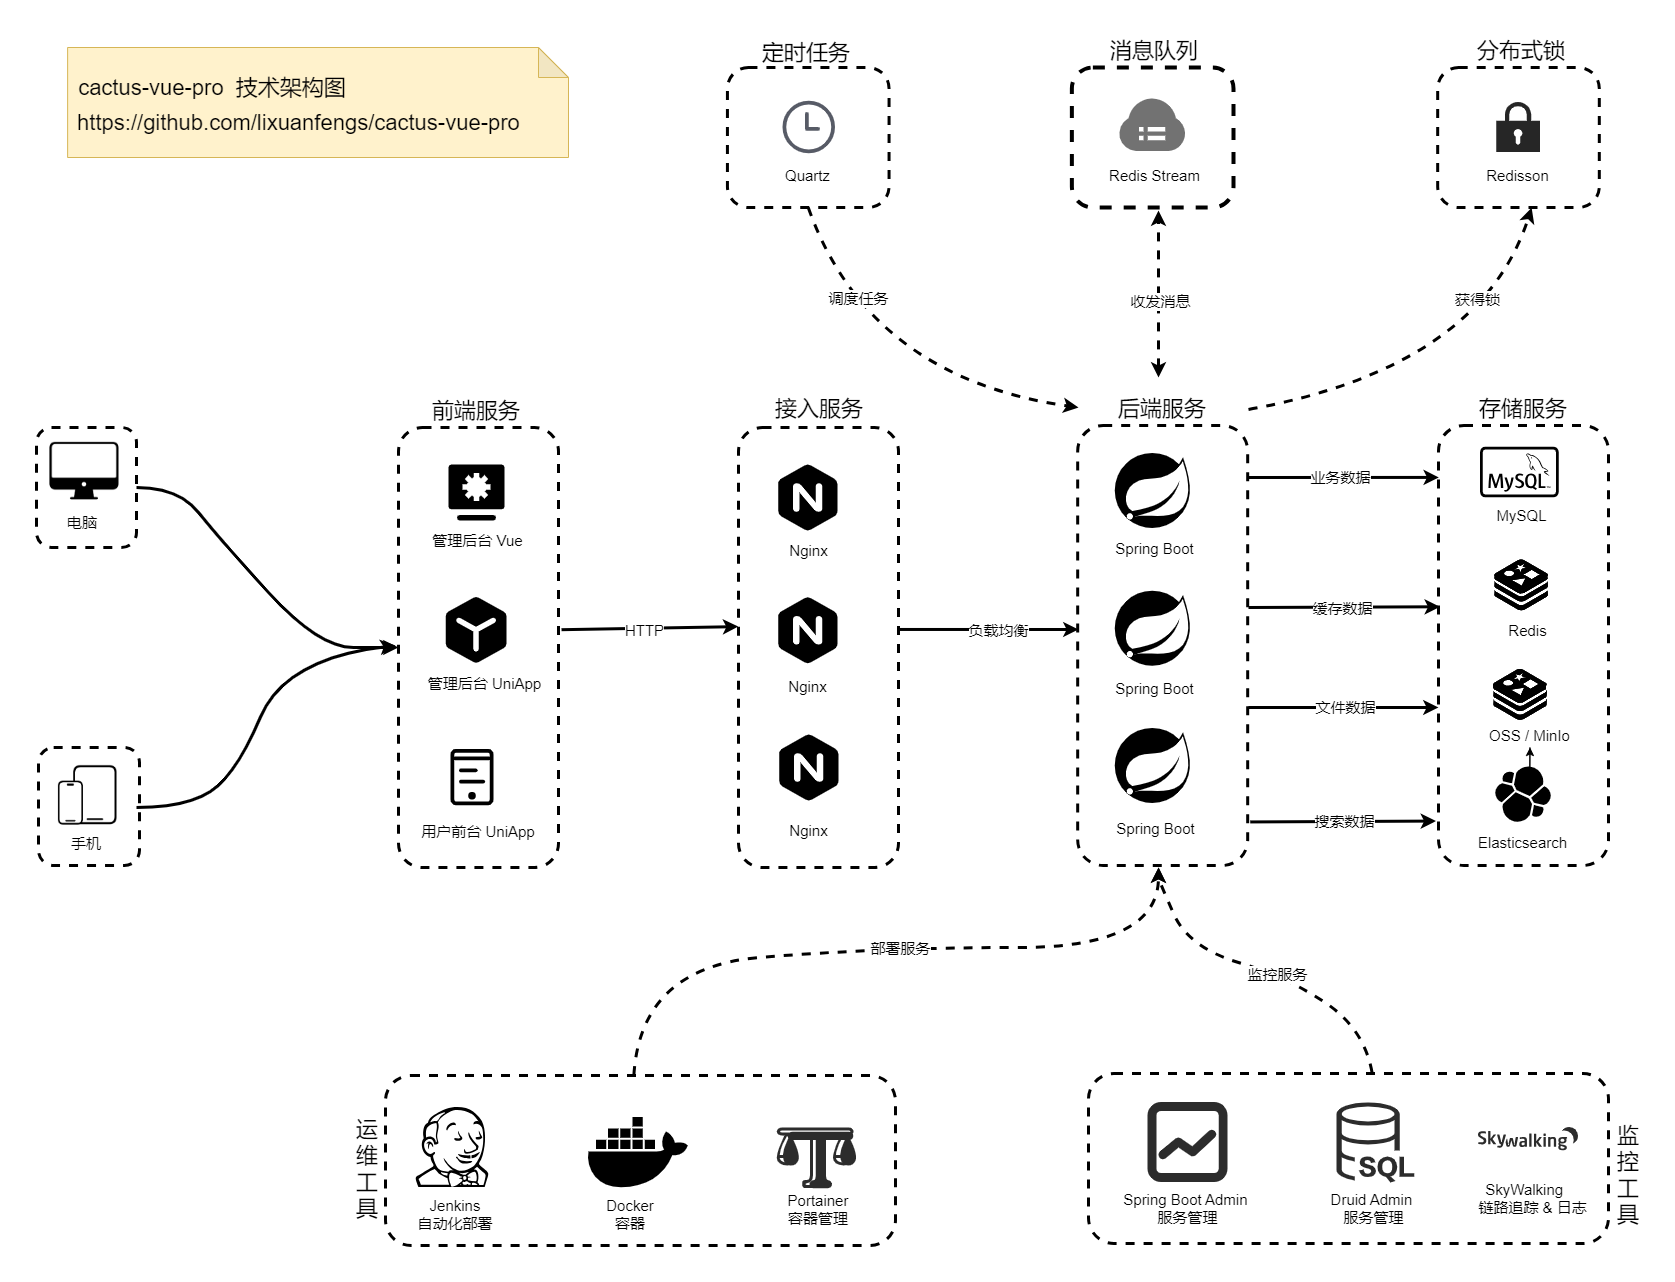 cactus-vue-pro 技术架构图
https://github.com/lixuanfengs/cactus-vue-pro
定时任务
Quartz
消息队列
Redis Stream
分布式锁
Redisson
调度任务
收发消息
获得锁
电脑
手机
前端服务
管理后台 Vue
管理后台 UniApp
用户前台 UniApp
HTTP
接入服务
Nginx
Nginx
Nginx
负载均衡
后端服务
Spring Boot
Spring Boot
Spring Boot
业务数据
缓存数据
文件数据
搜索数据
存储服务
MySQL
MySQL
Redis
OSS / MinIo
Elasticsearch
部署服务
监控服务
运维工具
Jenkins
自动化部署
Docker
容器
Portainer
容器管理
Spring Boot Admin
服务管理
SQL
Druid Admin
服务管理
Skywalking
SkyWalking
链路追踪 & 日志
监控工具